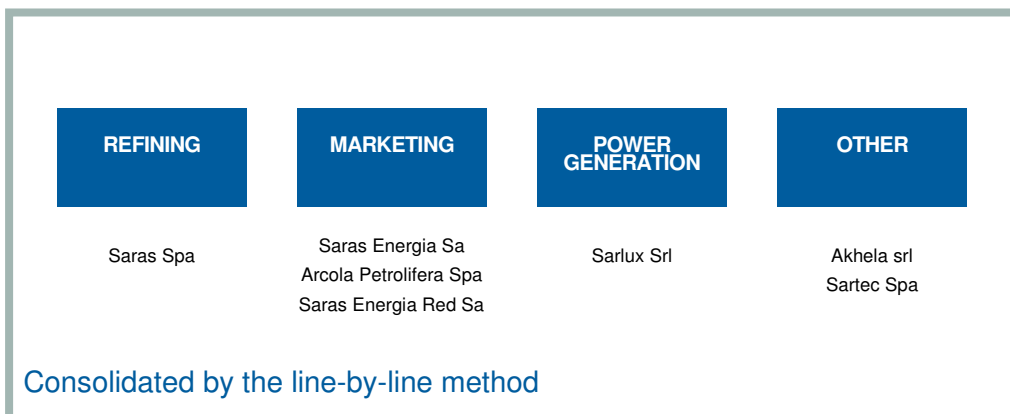 REFINING
MARKETING
POWER
GENERATION
OTHER
Saras Spa
Saras Energia Sa
Arcola Petrolifera Spa
Saras Energia Red Sa
Sarlux Srl
Akhela srl
Sartec Spa
Consolidated by the line-by-line method